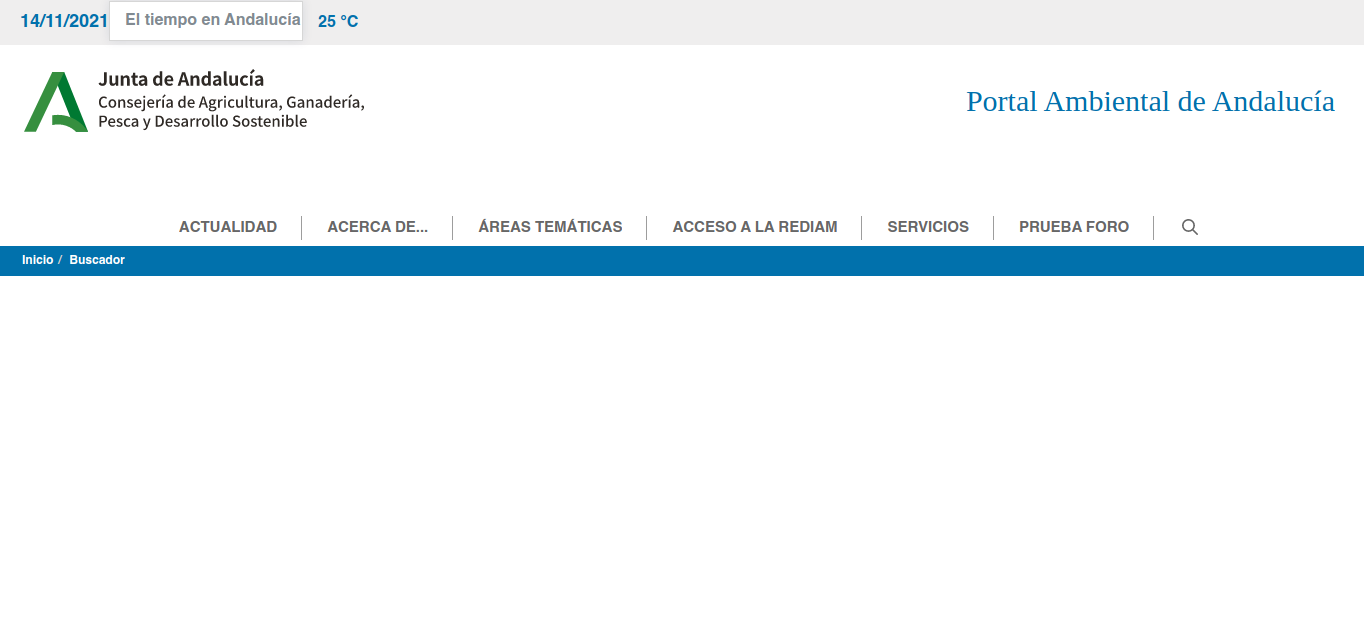 14/11/2021 El tiempo en Andalucía 25 °C
Junta de Andalucía
Consejería de Agricultura, Ganadería,
Pesca y Desarrollo Sostenible
Portal Ambiental de Andalucía
ACTUALIDAD ACERCA DE... ÁREAS TEMÁTICAS ACCESO A LA REDIAM SERVICIOS PRUEBA FORO
Inicio / Buscador